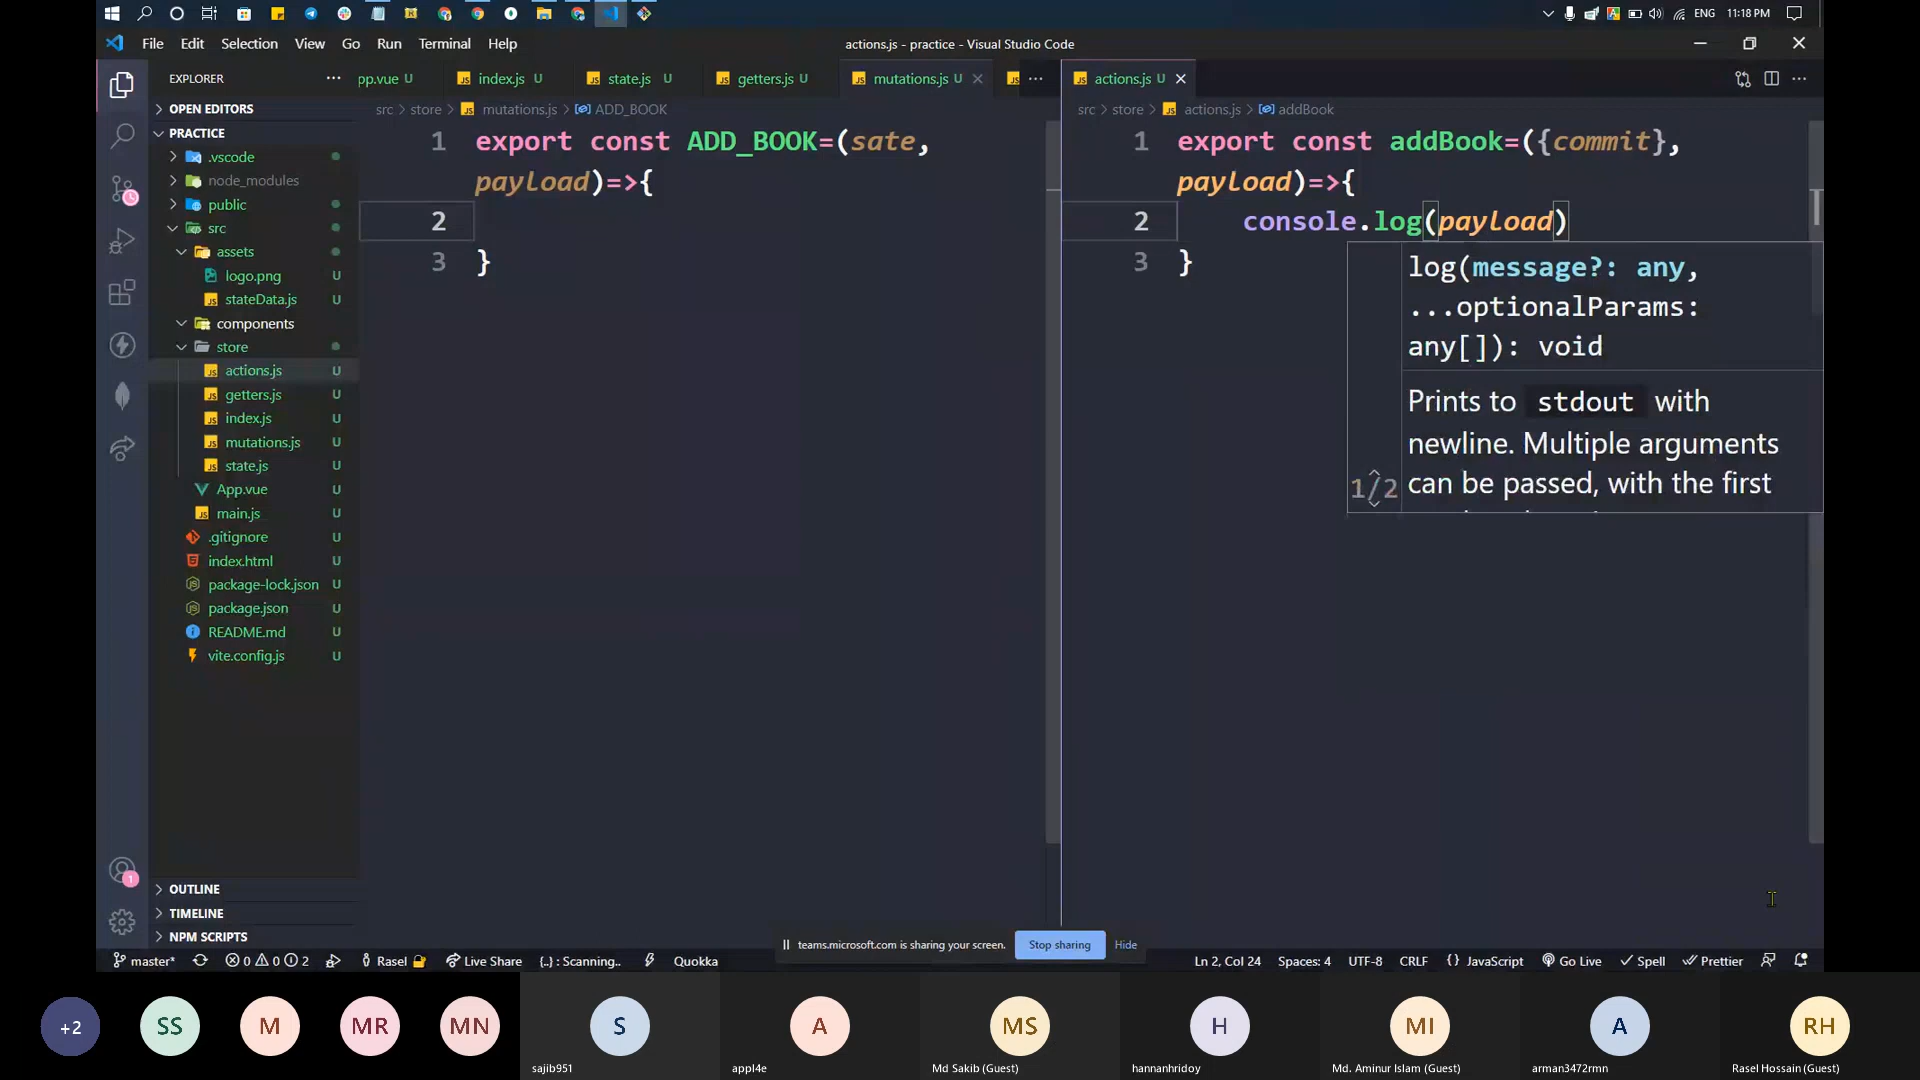 ENG 11:18 PM
File Edit Selection View Go Run Terminal Help
actions.js - practice - Visual Studio Code
EXPLORER
pp.vue U
index.js U
state.js U
getters.js U
mutations.js U
actions.js U
OPEN EDITORS
src > store > mutations.js > ADD_BOOK
src > store > actions.js > addBook
PRACTICE
.vscode
node_modules
public
src
assets
logo.png U
stateData.js U
components
store
actions.js U
getters.js U
index.js U
mutations.js U
state.js U
App.vue U
main.js U
.gitignore U
index.html U
package-lock.json U
package.json U
README.md U
vite.config.js U
OUTLINE
TIMELINE
NPM SCRIPTS
1 export const ADD_BOOK=(sate,
payload)=>{
2
3 }
1 export const addBook=({commit},
payload)=>{
2 console.log(payload)
3 }
log(message?: any,
...optionalParams:
any[]): void
Prints to stdout with
newline. Multiple arguments
1/2 can be passed, with the first
1
teams.microsoft.com is sharing your screen. Stop sharing Hide
master* 0 0 2 Rasel Live Share {..} : Scanning.. Quokka
Ln 2, Col 24 Spaces: 4 UTF-8 CRLF {} JavaScript Go Live Spell Prettier
+2 SS M MR MN S A MS H MI A RH
sajib951 appl4e Md Sakib (Guest) hannanhridoy Md. Aminur Islam (Guest) arman3472rmn Rasel Hossain (Guest)